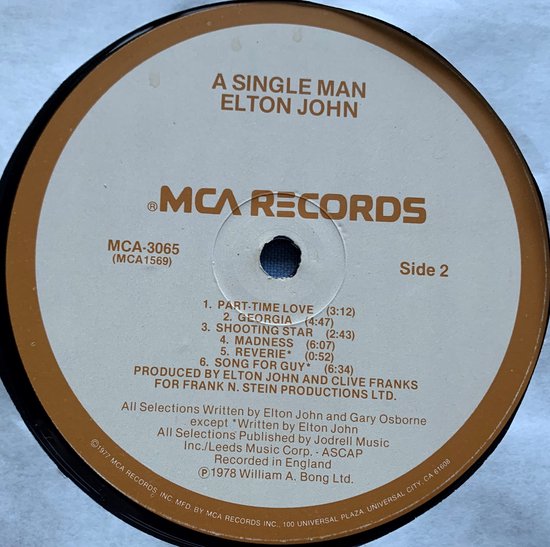 A SINGLE MAN
ELTON JOHN
®MCA RECORDS
MCA-3065
(MCA1569)
Side 2
1. PART-TIME LOVE (3:12)
2. GEORGIA (4:47)
3. SHOOTING STAR (2:43)
4. MADNESS (6:07)
5. REVERIE* (0:52)
6. SONG FOR GUY* (6:34)
PRODUCED BY ELTON JOHN AND CLIVE FRANKS
FOR FRANK N. STEIN PRODUCTIONS LTD.
All Selections Written by Elton John and Gary Osborne
except *Written by Elton John
All Selections Published by Jodrell Music
Inc./Leeds Music Corp. - ASCAP
Recorded in England
℗1978 William A. Bong Ltd.
©1977 MCA RECORDS, INC. MFD. BY MCA RECORDS INC., 100 UNIVERSAL PLAZA, UNIVERSAL CITY, CA 61608